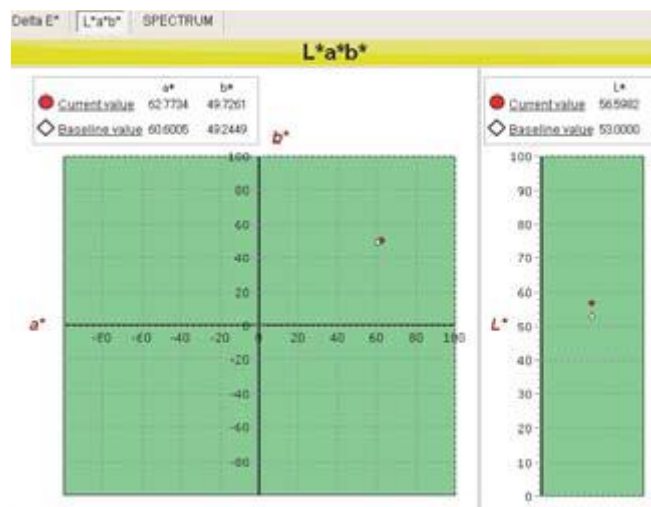 Delta E* L*a*b* SPECTRUM
L*a*b*
a* b*
Current value 62.7734 49.7261
Baseline value 60.6005 49.2449
L*
Current value 56.5982
Baseline value 53.0000
b*
100
80
60
40
20
0
-20
-40
-60
-80
a*
-80 -60 -40 -20 0 20 40 60 80 100
L*
100
90
80
70
60
50
40
30
20
10
0